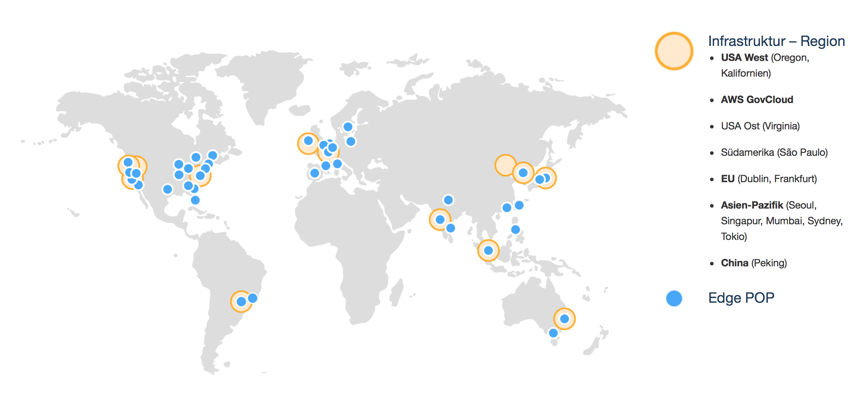 Infrastruktur – Region
• USA West (Oregon,
Kalifornien)
• AWS GovCloud
• USA Ost (Virginia)
• Südamerika (São Paulo)
• EU (Dublin, Frankfurt)
• Asien-Pazifik (Seoul,
Singapur, Mumbai, Sydney,
Tokio)
• China (Peking)
Edge POP